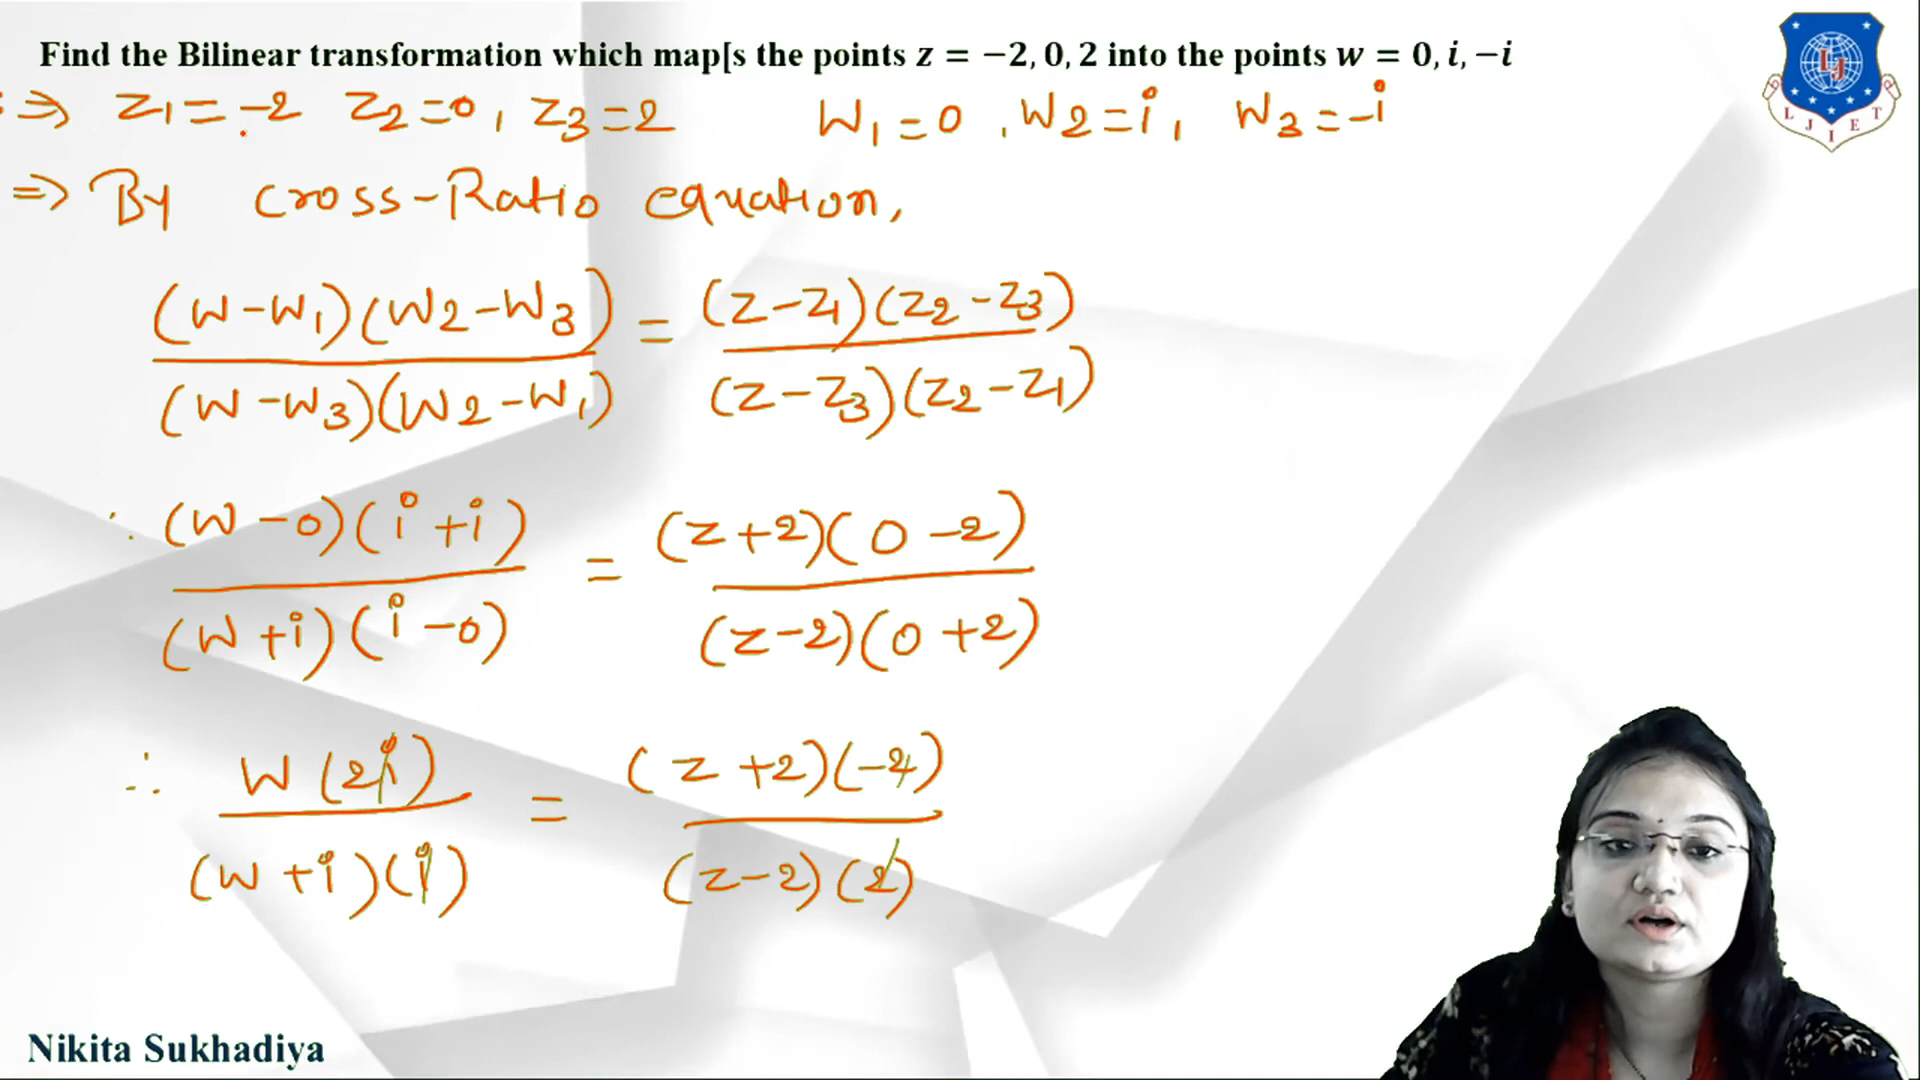 Find the Bilinear transformation which map[s the points z = −2, 0, 2 into the points w = 0, i, −i
⇒ z1 = -2 z2 = 0, z3 = 2 w1 = 0, w2 = i, w3 = -i
⇒ By cross-Ratio equation,
(w-w1)(w2-w3) / (w-w3)(w2-w1) = (z-z1)(z2-z3) / (z-z3)(z2-z1)
∴ (w-0)(i+i) / (w+i)(i-0) = (z+2)(0-2) / (z-2)(0+2)
∴ w(2i) / (w+i)(i) = (z+2)(-2) / (z-2)(2)
LJ
L J I E T
Nikita Sukhadiya